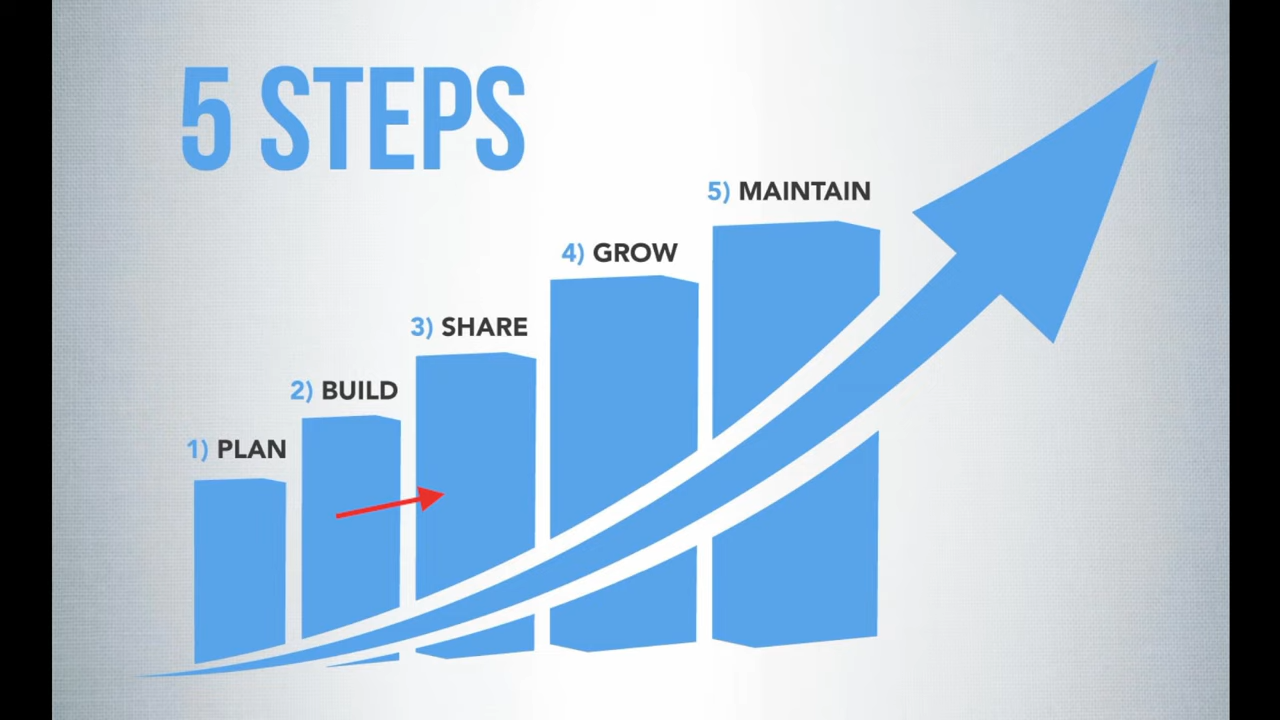 5 STEPS
5) MAINTAIN
4) GROW
3) SHARE
2) BUILD
1) PLAN